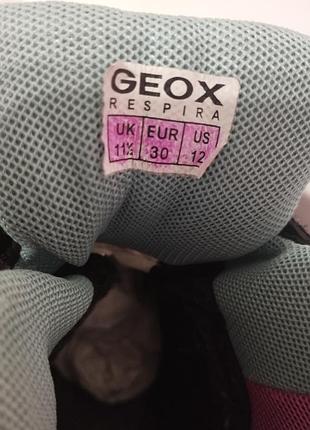 GEOX
RESPIRA
UK EUR US
11½ 30 12